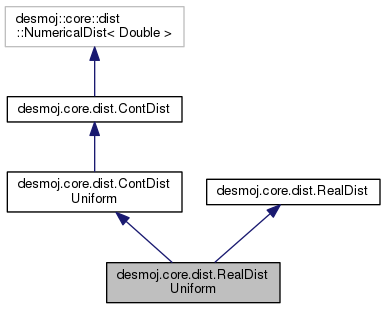 desmoj::core::dist
::NumericalDist< Double >
desmoj.core.dist.ContDist
desmoj.core.dist.ContDist
Uniform
desmoj.core.dist.RealDist
desmoj.core.dist.RealDist
Uniform